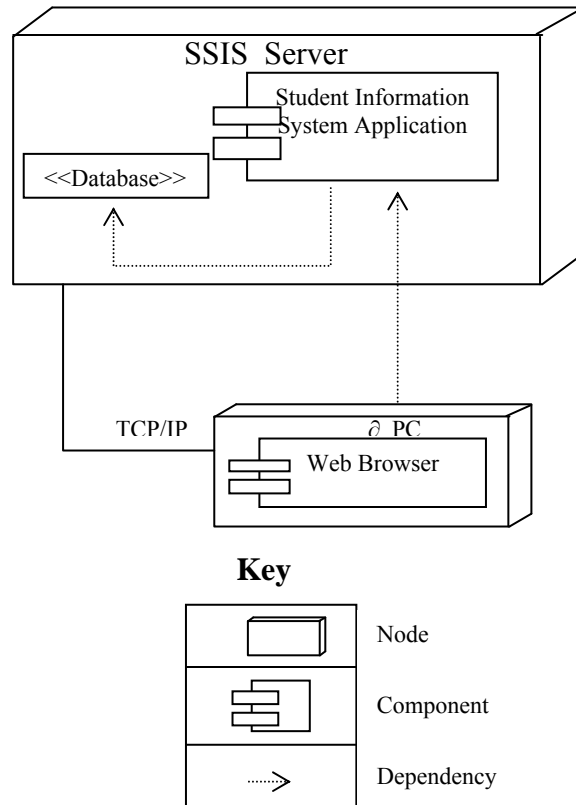 SSIS Server
Student Information
System Application
<<Database>>
TCP/IP
∂ PC
Web Browser
Key
Node
Component
Dependency